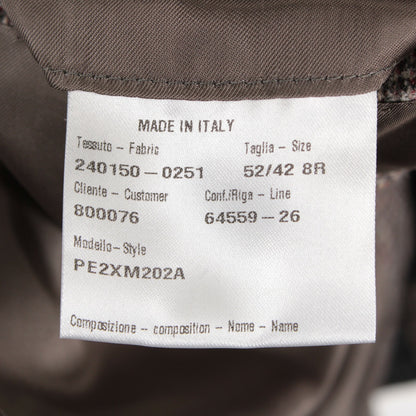 MADE IN ITALY
Tessuto - Fabric Taglia - Size
240150-0251 52/42 8R
Cliente - Customer Conf./Riga - Line
800076 64559-26
Modello-Style
PE2XM202A
Composizione - composition - Nome - Name